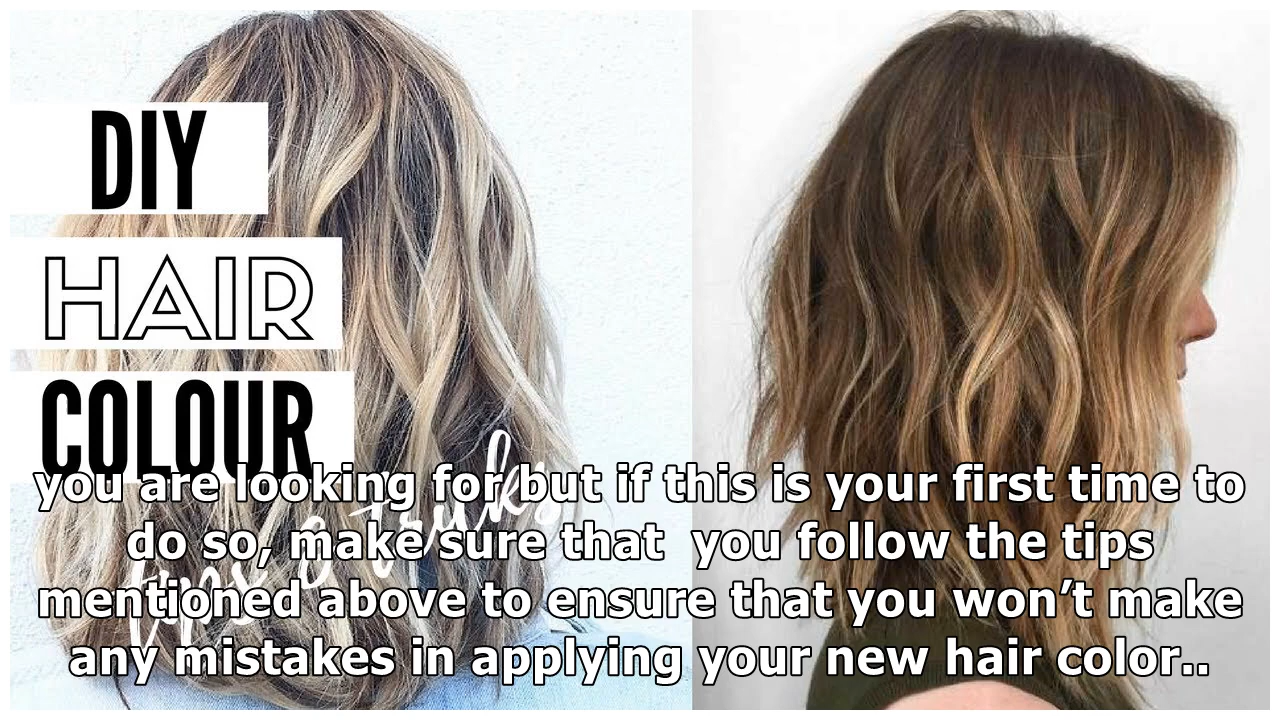 DIY
HAIR
COLOUR
tips & tricks
you are looking for but if this is your first time to
do so, make sure that  you follow the tips
mentioned above to ensure that you won’t make
any mistakes in applying your new hair color..